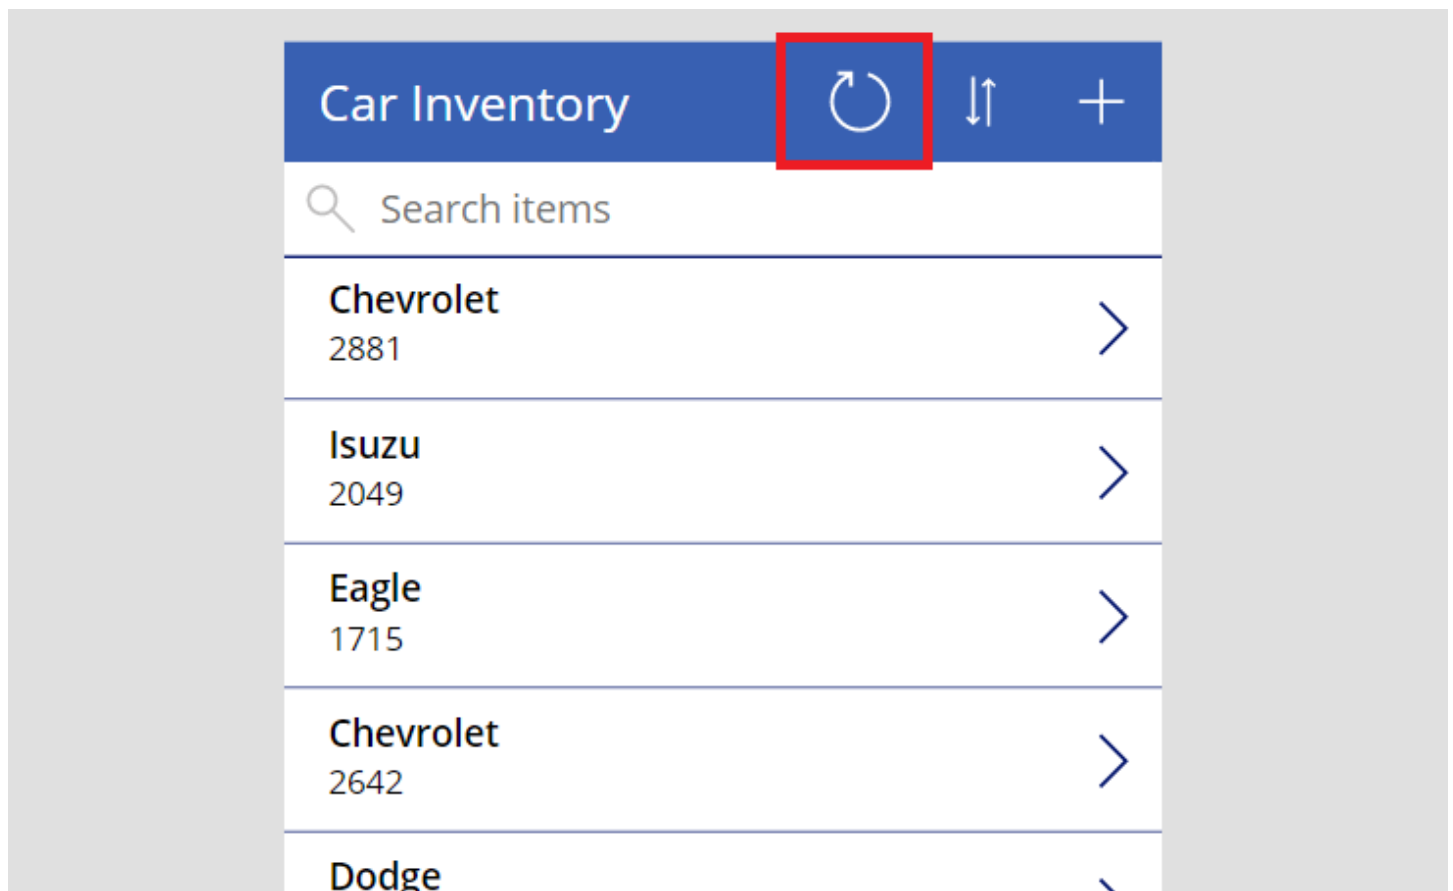 Car Inventory
Search items
Chevrolet
2881
Isuzu
2049
Eagle
1715
Chevrolet
2642
Dodge